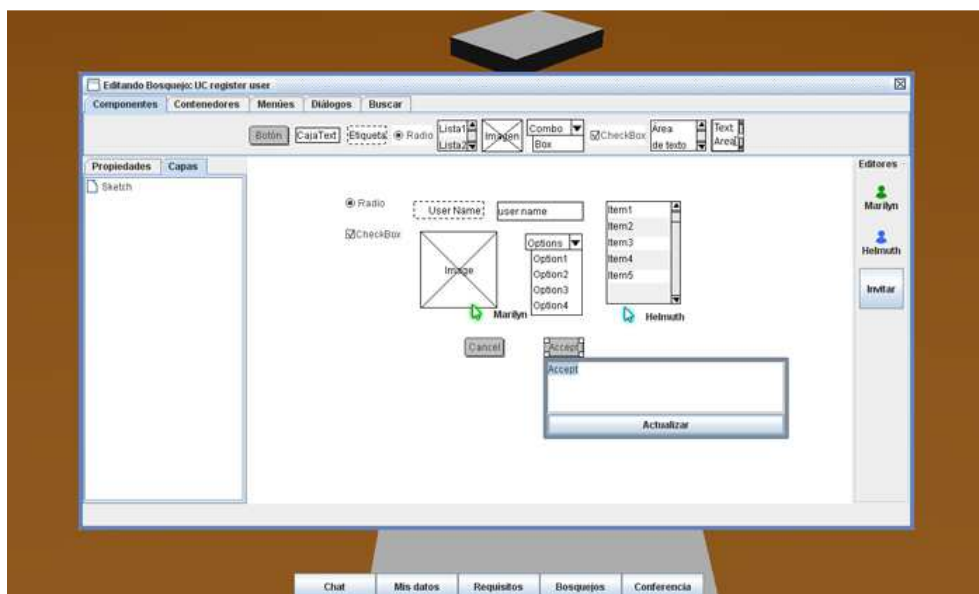 Editando Bosquejo: UC register user
Componentes Contenedores Menúes Diálogos Buscar
Botón CajaText Etiqueta Radio Lista1 Lista2 Imagen Combo Box CheckBox Área de texto Text Area
Propiedades Capas
Sketch
Editores
Marilyn
Helmuth
Invitar
Radio
CheckBox
User Name: user name
Image
Options
Option1
Option2
Option3
Option4
Item1
Item2
Item3
Item4
Item5
Marilyn
Helmuth
Cancel Accept
Accept
Actualizar
Chat Mis datos Requisitos Bosquejos Conferencia